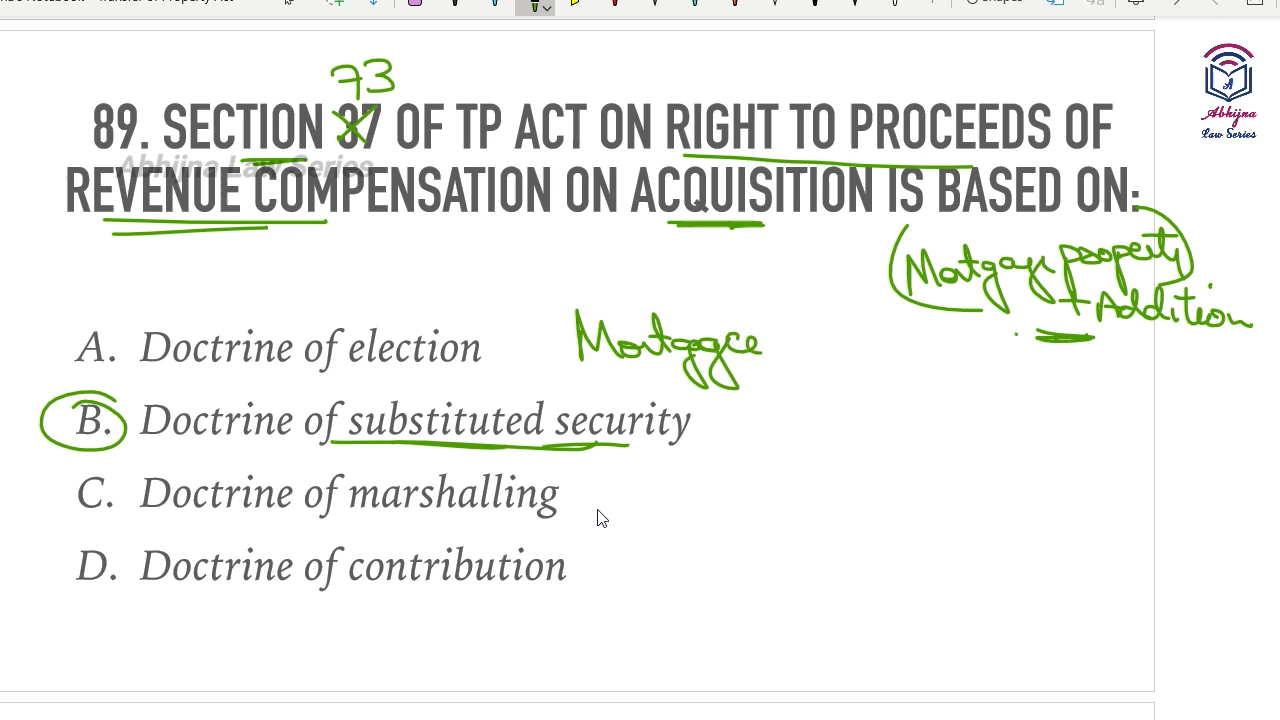 73
89. SECTION 37 OF TP ACT ON RIGHT TO PROCEEDS OF
Abhijna Law Series
REVENUE COMPENSATION ON ACQUISITION IS BASED ON:
Mortgage property
+ Addition
A. Doctrine of election
Mortgagee
B. Doctrine of substituted security
C. Doctrine of marshalling
D. Doctrine of contribution
A
Abhijna
Law Series